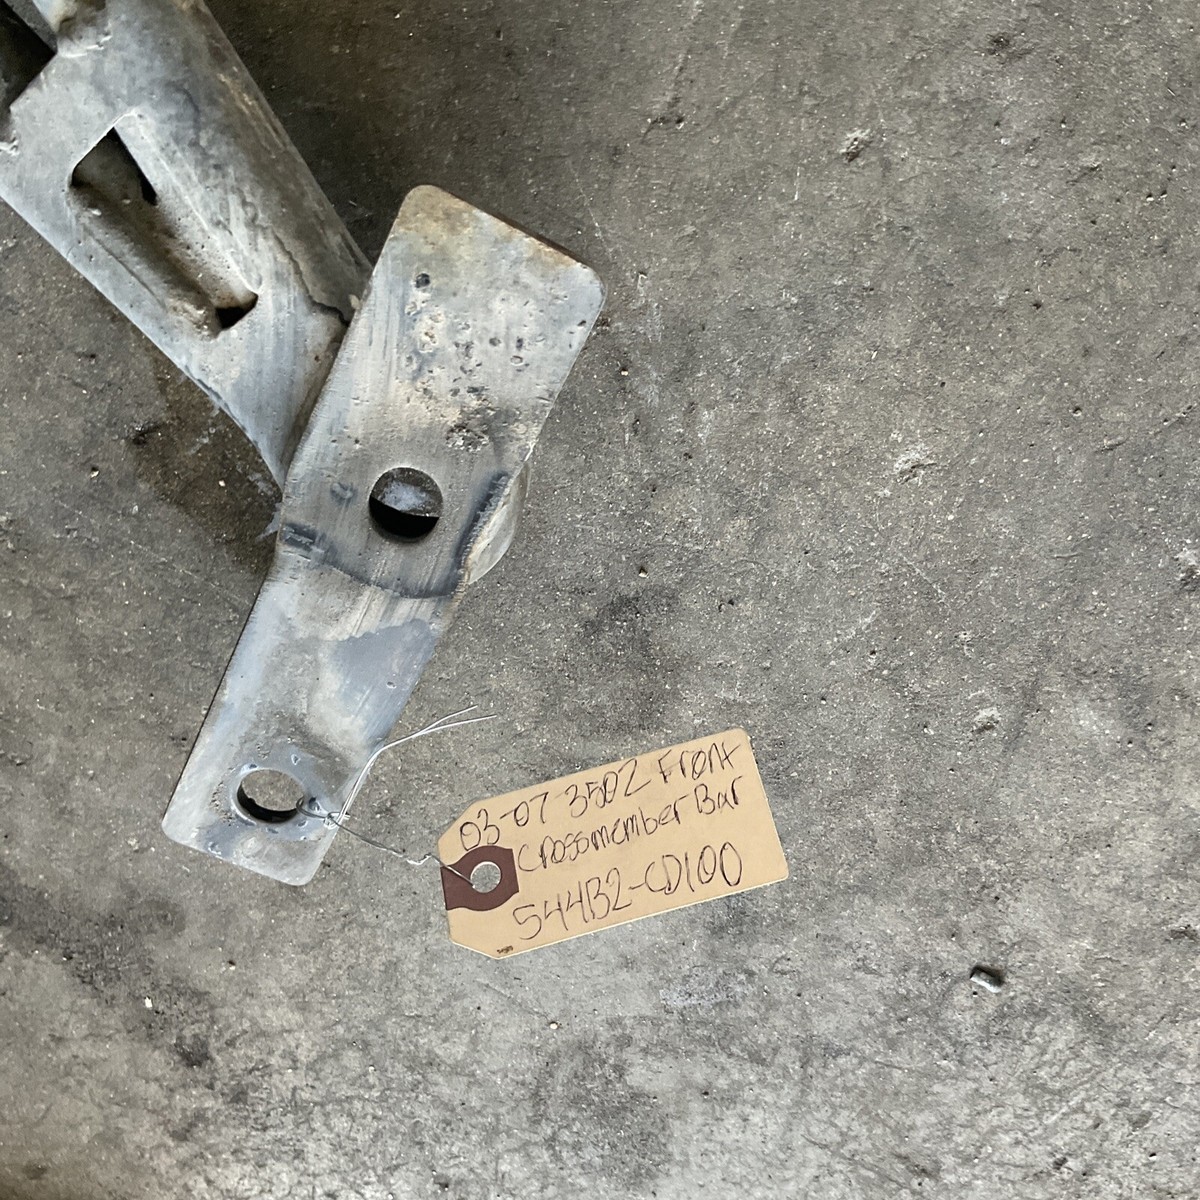 03-07 350Z Front
Crossmember Bar
544B2-CD100